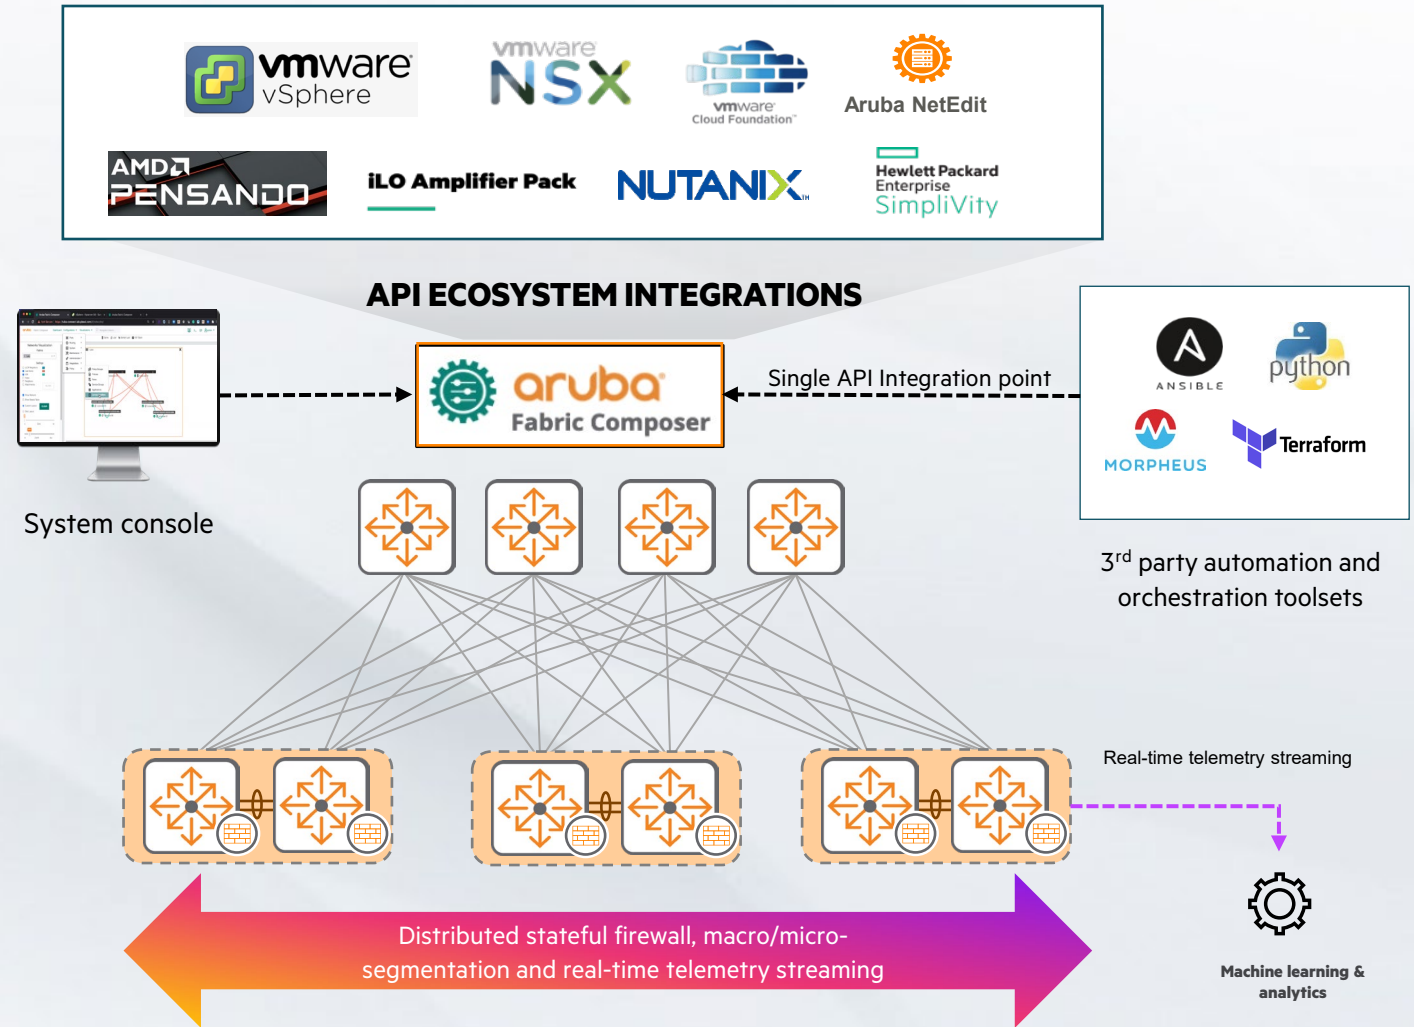 vmware
vSphere
vmware
NSX
vmware
Cloud Foundation™
Aruba NetEdit
AMD
PENSANDO
iLO Amplifier Pack
NUTANIX™
Hewlett Packard
Enterprise
SimpliVity
API ECOSYSTEM INTEGRATIONS
aruba
Fabric Composer
Single API Integration point
ANSIBLE
python
MORPHEUS
Terraform
System console
3rd party automation and
orchestration toolsets
Real-time telemetry streaming
Distributed stateful firewall, macro/micro-
segmentation and real-time telemetry streaming
Machine learning &
analytics